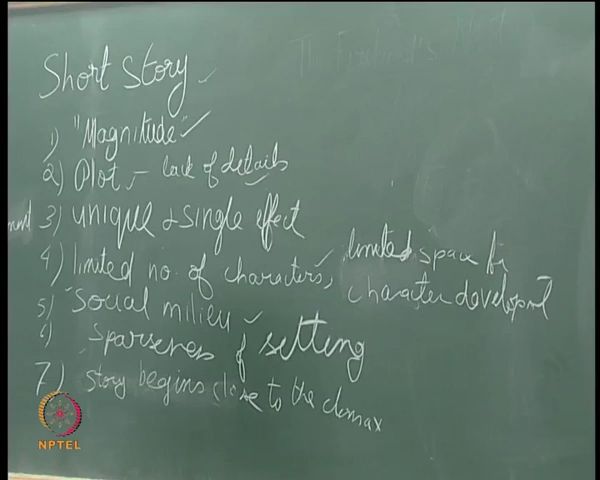 Short Story
1) "Magnitude"
2) Plot, - lack of details
3) unique & single effect
4) limited no. of characters, limited space for
character development
5) Social milieu
6) Sparseness of setting
7) Story begins close to the climax
NPTEL